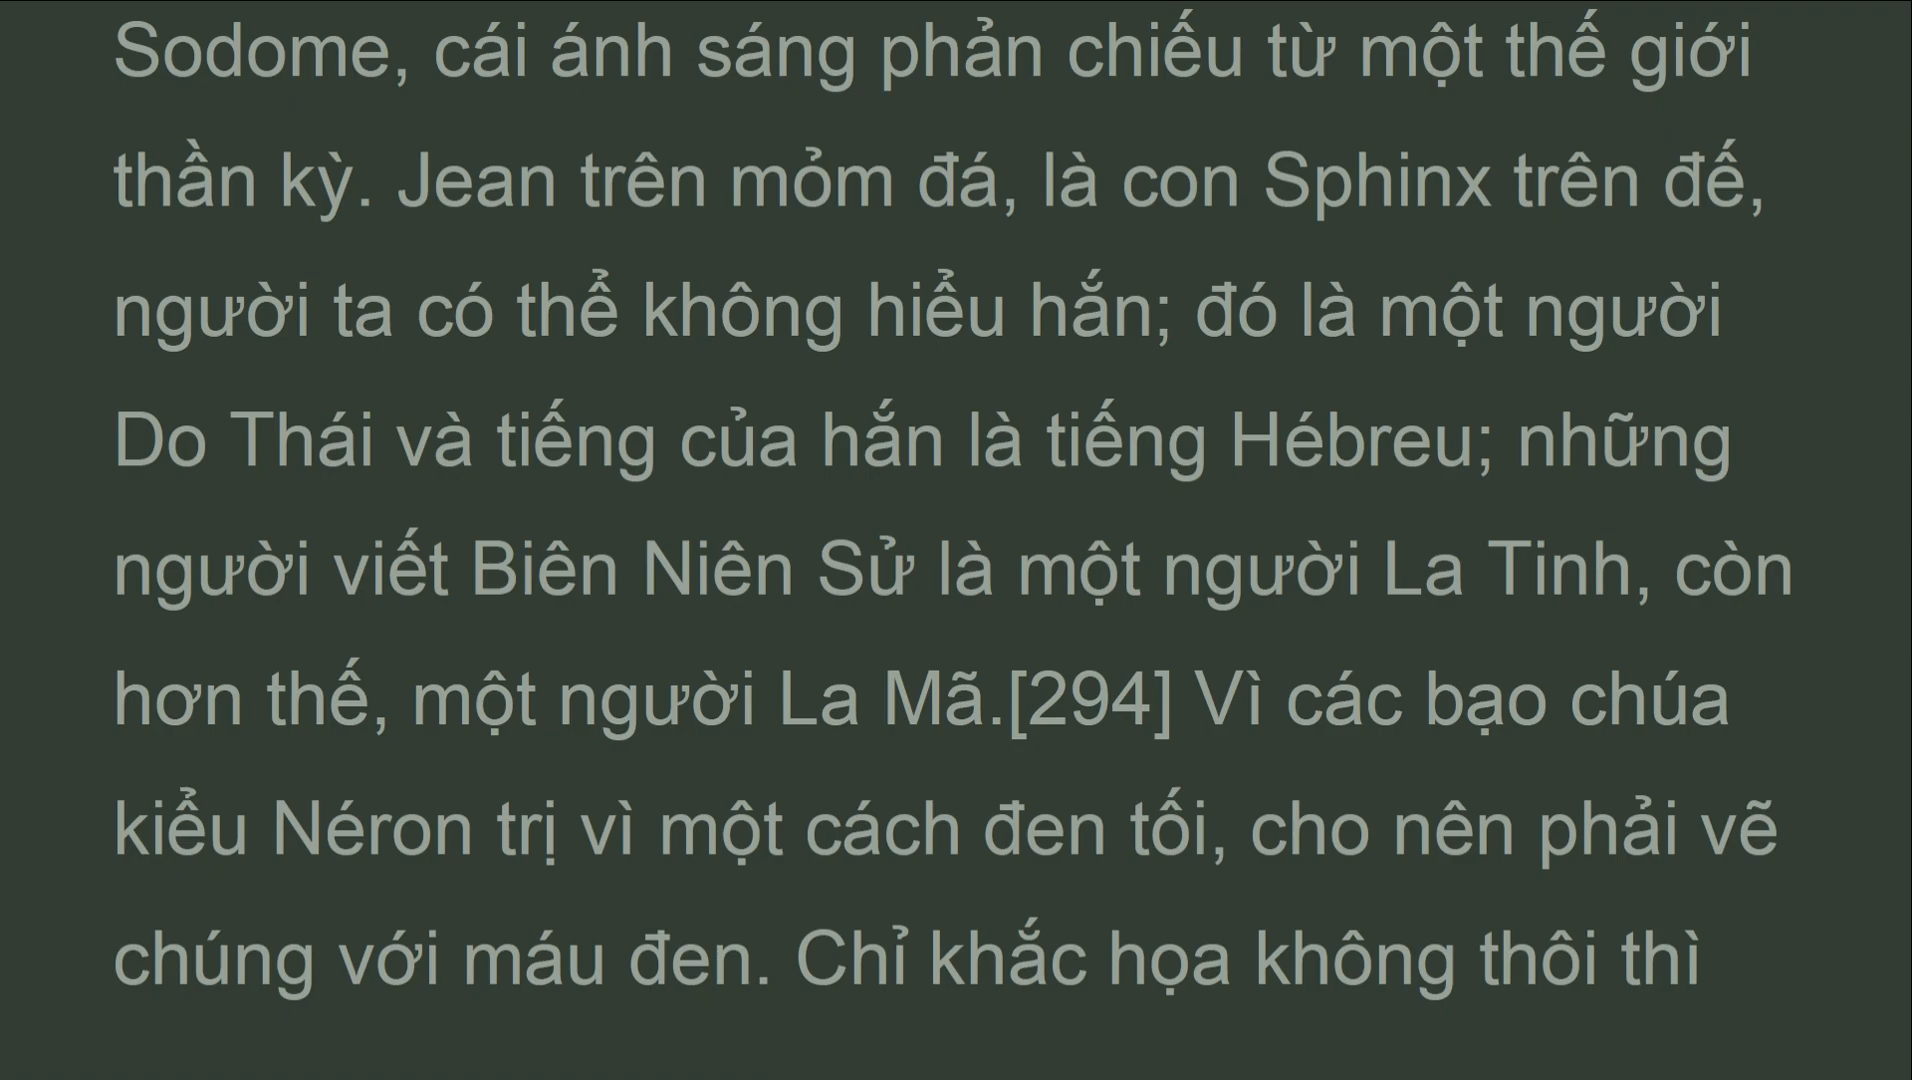 Sodome, cái ánh sáng phản chiếu từ một thế giới
thần kỳ. Jean trên mỏm đá, là con Sphinx trên đế,
người ta có thể không hiểu hắn; đó là một người
Do Thái và tiếng của hắn là tiếng Hébreu; những
người viết Biên Niên Sử là một người La Tinh, còn
hơn thế, một người La Mã.[294] Vì các bạo chúa
kiểu Néron trị vì một cách đen tối, cho nên phải vẽ
chúng với máu đen. Chỉ khắc họa không thôi thì